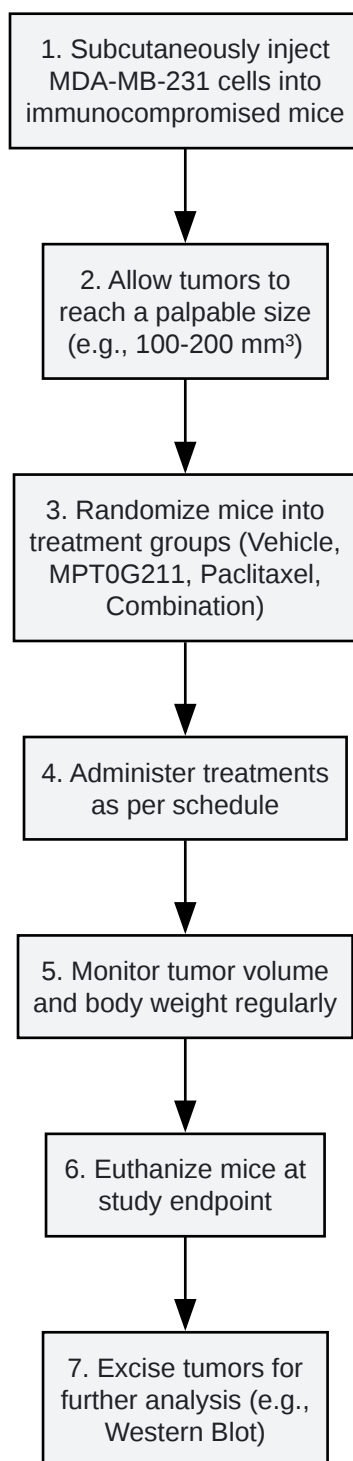 1. Subcutaneously inject
MDA-MB-231 cells into
immunocompromised mice
2. Allow tumors to
reach a palpable size
(e.g., 100-200 mm³)
3. Randomize mice into
treatment groups (Vehicle,
MPT0G211, Paclitaxel,
Combination)
4. Administer treatments
as per schedule
5. Monitor tumor volume
and body weight regularly
6. Euthanize mice at
study endpoint
7. Excise tumors for
further analysis (e.g.,
Western Blot)